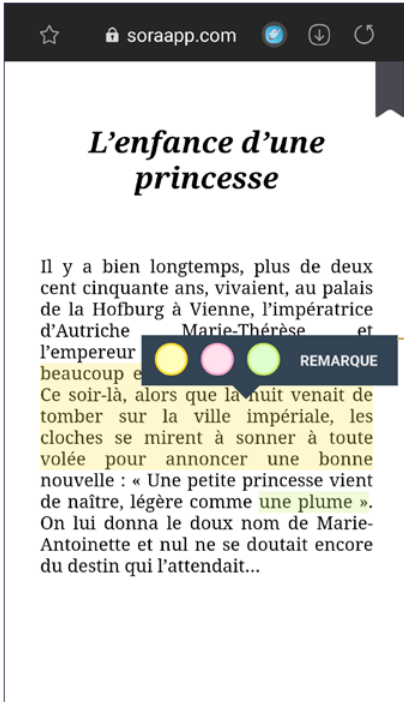 soraapp.com
L’enfance d’une
princesse
Il y a bien longtemps, plus de deux
cent cinquante ans, vivaient, au palais
de la Hofburg à Vienne, l’impératrice
d’Autriche Marie-Thérèse et
l’empereur
REMARQUE
beaucoup
Ce soir-là, alors que la nuit venait de
tomber sur la ville impériale, les
cloches se mirent à sonner à toute
volée pour annoncer une bonne
nouvelle : « Une petite princesse vient
de naître, légère comme une plume ».
On lui donna le doux nom de Marie-
Antoinette et nul ne se doutait encore
du destin qui l’attendait...